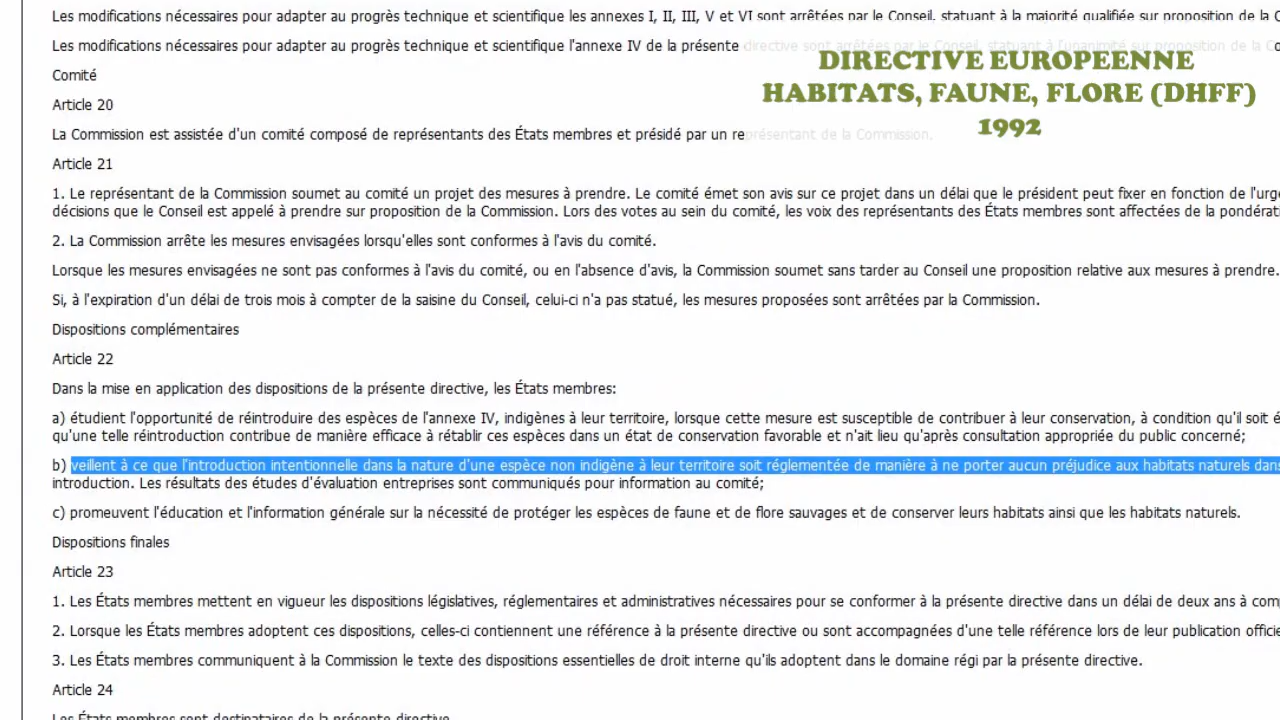 Les modifications nécessaires pour adapter au progrès technique et scientifique les annexes I, II, III, V et VI sont arrêtées par le Conseil, statuant à la majorité qualifiée sur proposition de la
Les modifications nécessaires pour adapter au progrès technique et scientifique l'annexe IV de la présente directive sont arrêtées par le Conseil, statuant à l'unanimité sur proposition de la
DIRECTIVE EUROPEENNE
HABITATS, FAUNE, FLORE (DHFF)
1992
Comité
Article 20
La Commission est assistée d'un comité composé de représentants des États membres et présidé par un représentant de la Commission.
Article 21
1. Le représentant de la Commission soumet au comité un projet des mesures à prendre. Le comité émet son avis sur ce projet dans un délai que le président peut fixer en fonction de
décisions que le Conseil est appelé à prendre sur proposition de la Commission. Lors des votes au sein du comité, les voix des représentants des États membres sont affectées de la
2. La Commission arrête les mesures envisagées lorsqu'elles sont conformes à l'avis du comité.
Lorsque les mesures envisagées ne sont pas conformes à l'avis du comité, ou en l'absence d'avis, la Commission soumet sans tarder au Conseil une proposition relative aux mesures à prendre.
Si, à l'expiration d'un délai de trois mois à compter de la saisine du Conseil, celui-ci n'a pas statué, les mesures proposées sont arrêtées par la Commission.
Dispositions complémentaires
Article 22
Dans la mise en application des dispositions de la présente directive, les États membres:
a) étudient l'opportunité de réintroduire des espèces de l'annexe IV, indigènes à leur territoire, lorsque cette mesure est susceptible de contribuer à leur conservation, à condition qu'il soit
qu'une telle réintroduction contribue de manière efficace à rétablir ces espèces dans un état de conservation favorable et n'ait lieu qu'après consultation appropriée du public concerné;
b) veillent à ce que l'introduction intentionnelle dans la nature d'une espèce non indigène à leur territoire soit réglementée de manière à ne porter aucun préjudice aux habitats naturels dans
introduction. Les résultats des études d'évaluation entreprises sont communiqués pour information au comité;
c) promeuvent l'éducation et l'information générale sur la nécessité de protéger les espèces de faune et de flore sauvages et de conserver leurs habitats ainsi que les habitats naturels.
Dispositions finales
Article 23
1. Les États membres mettent en vigueur les dispositions législatives, réglementaires et administratives nécessaires pour se conformer à la présente directive dans un délai de deux ans à
2. Lorsque les États membres adoptent ces dispositions, celles-ci contiennent une référence à la présente directive ou sont accompagnées d'une telle référence lors de leur publication
3. Les États membres communiquent à la Commission le texte des dispositions essentielles de droit interne qu'ils adoptent dans le domaine régi par la présente directive.
Article 24
Les États membres sont destinataires de la présente directive.